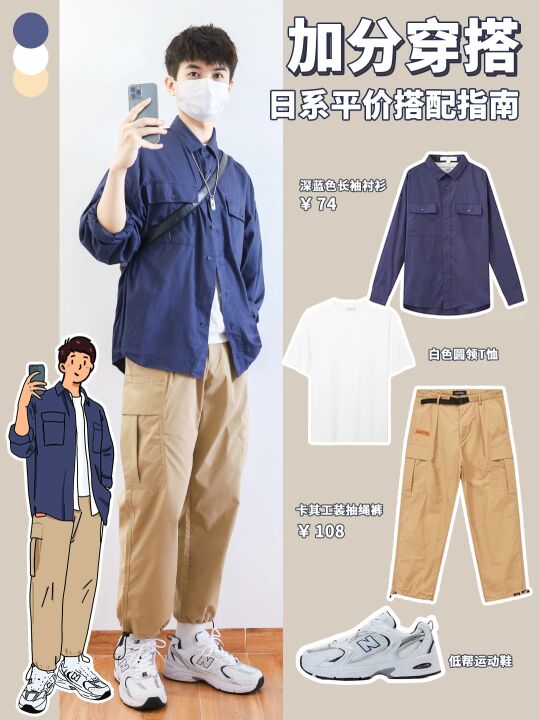 加分穿搭
日系平价搭配指南
深蓝色长袖衬衫
¥ 74
白色圆领T恤
卡其工装抽绳裤
¥ 108
低帮运动鞋
N
N
N